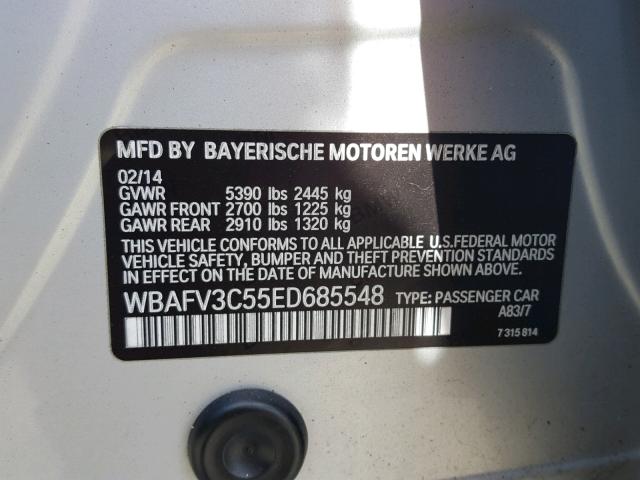 MFD BY BAYERISCHE MOTOREN WERKE AG
02/14
GVWR 5390 lbs 2445 kg
GAWR FRONT 2700 lbs 1225 kg
GAWR REAR 2910 lbs 1320 kg
THIS VEHICLE CONFORMS TO ALL APPLICABLE U.S.FEDERAL MOTOR
VEHICLE SAFETY, BUMPER AND THEFT PREVENTION STANDARDS
IN EFFECT ON THE DATE OF MANUFACTURE SHOWN ABOVE.
WBAFV3C55ED685548 TYPE: PASSENGER CAR
A83/7
7 315 814